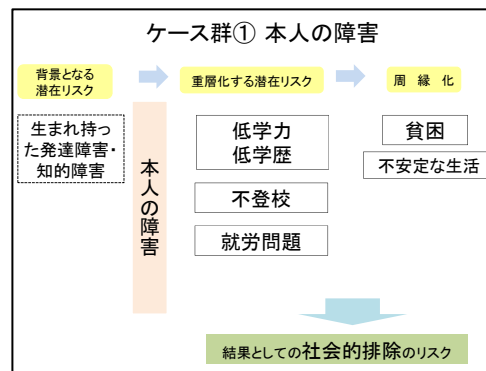 ケース群① 本人の障害
背景となる
潜在リスク
重層化する潜在リスク
周 縁 化
生まれ持っ
た発達障害・
知的障害
本人の障害
低学力
低学歴
不登校
就労問題
貧困
不安定な生活
結果としての社会的排除のリスク